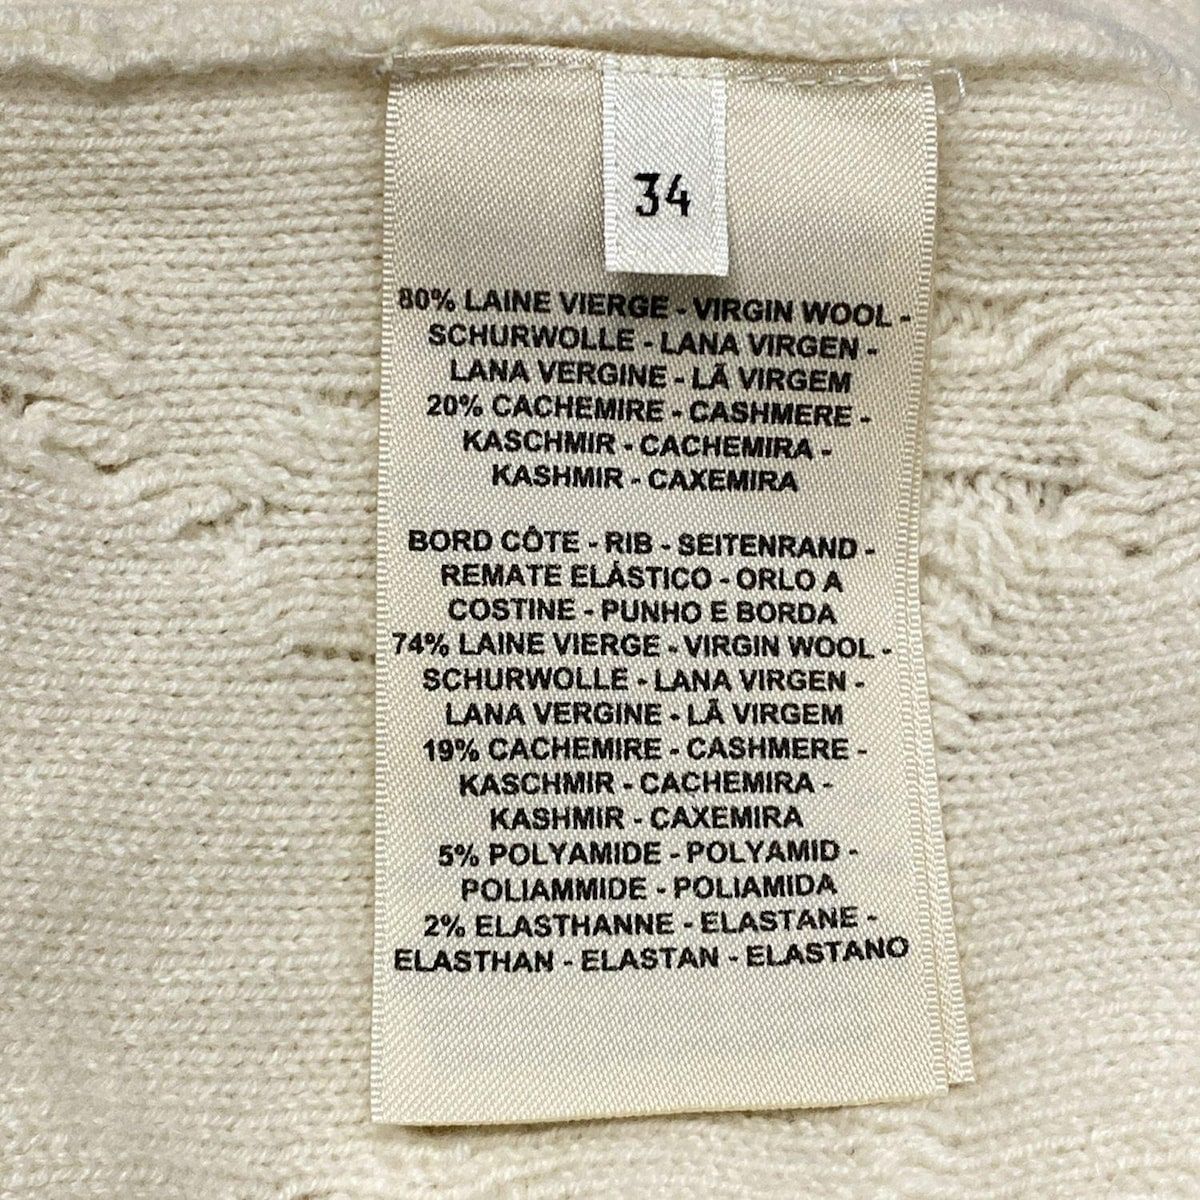 34
80% LAINE VIERGE - VIRGIN WOOL -
SCHURWOLLE - LANA VIRGEN -
LANA VERGINE - LÃ VIRGEM
20% CACHEMIRE - CASHMERE -
KASCHMIR - CACHEMIRA -
KASHMIR - CAXEMIRA
BORD CÔTE - RIB - SEITENRAND -
REMATE ELÁSTICO - ORLO A
COSTINE - PUNHO E BORDA
74% LAINE VIERGE - VIRGIN WOOL -
SCHURWOLLE - LANA VIRGEN -
LANA VERGINE - LÃ VIRGEM
19% CACHEMIRE - CASHMERE -
KASCHMIR - CACHEMIRA -
KASHMIR - CAXEMIRA
5% POLYAMIDE - POLYAMID -
POLIAMMIDE - POLIAMIDA
2% ELASTHANNE - ELASTANE -
ELASTHAN - ELASTAN - ELASTANO